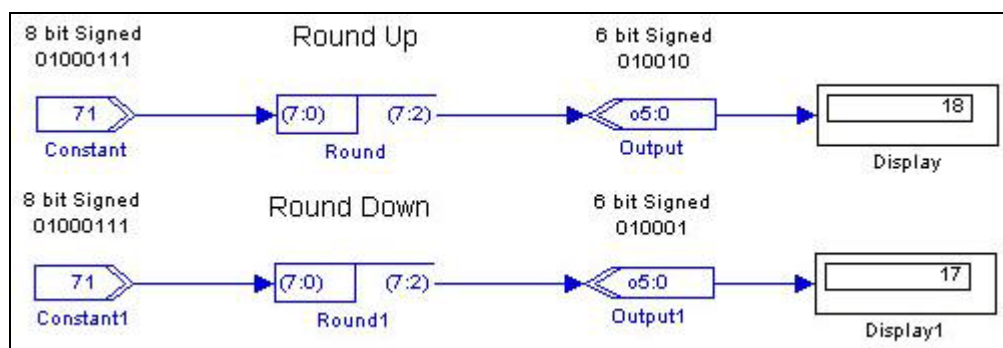 8 bit Signed
01000111
Round Up
6 bit Signed
010010
71
(7:0)
(7:2)
o5:0
18
Constant
Round
Output
Display
8 bit Signed
01000111
Round Down
6 bit Signed
010001
71
(7:0)
(7:2)
o5:0
17
Constant1
Round1
Output1
Display1